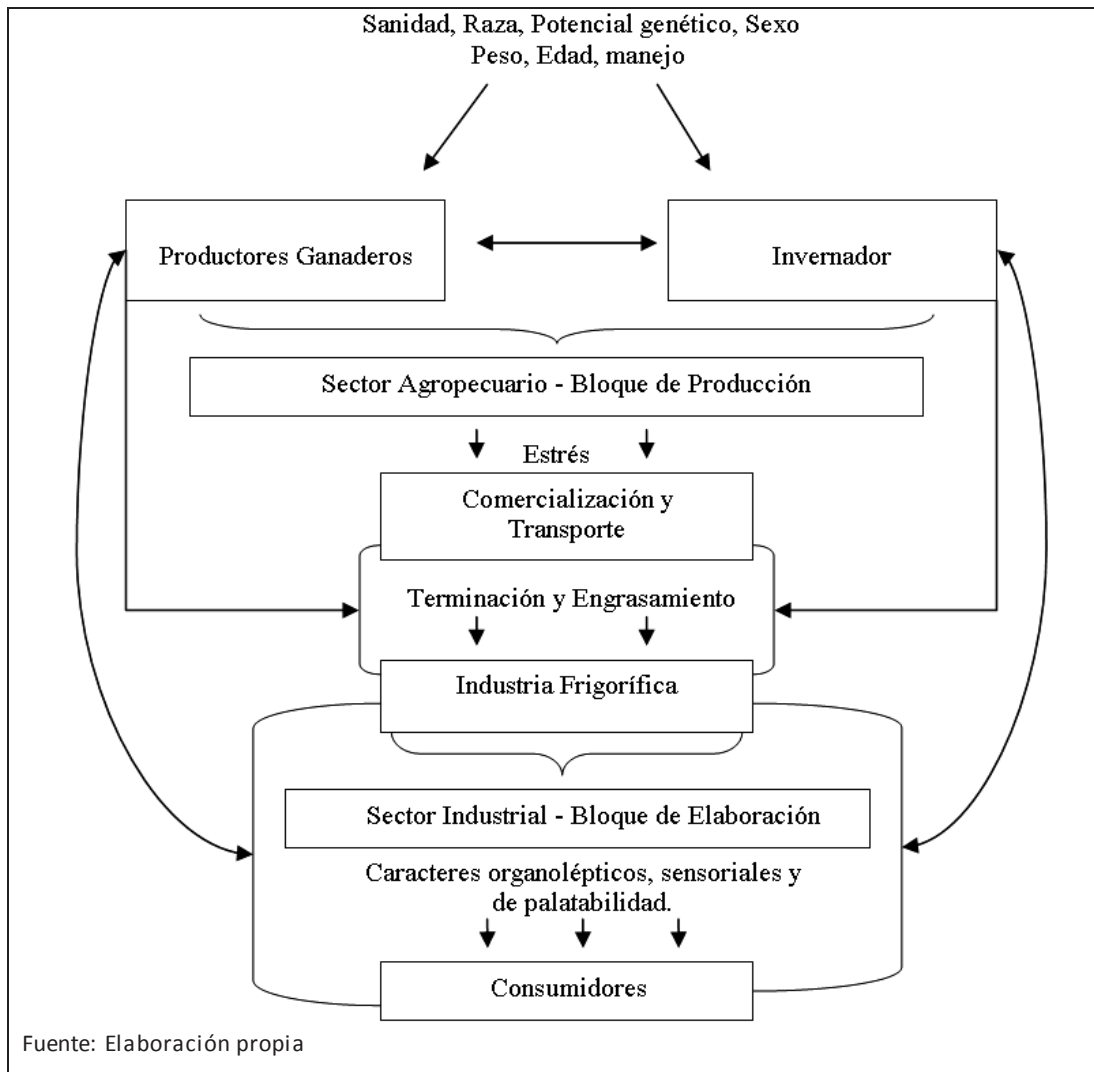 Sanidad, Raza, Potencial genético, Sexo
Peso, Edad, manejo
Productores Ganaderos
Invernador
Sector Agropecuario - Bloque de Producción
Estrés
Comercialización y
Transporte
Terminación y Engrasamiento
Industria Frigorífica
Sector Industrial - Bloque de Elaboración
Caracteres organolépticos, sensoriales y
de palatabilidad.
Consumidores
Fuente: Elaboración propia